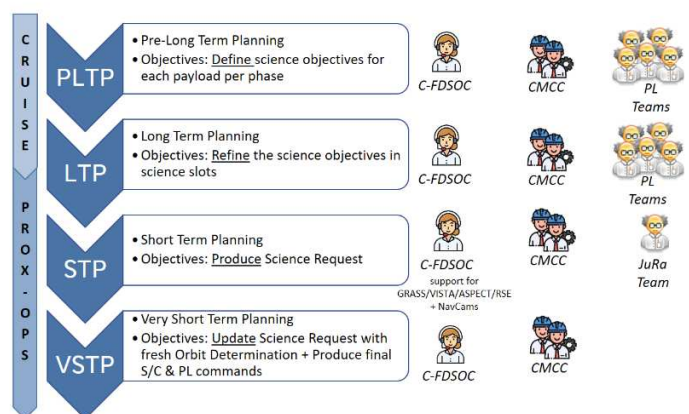 CRUISE
PROX-OPS
PLTP
• Pre-Long Term Planning
• Objectives: Define science objectives for
each payload per phase
C-FDSOC
CMCC
PL
Teams
LTP
• Long Term Planning
• Objectives: Refine the science objectives in
science slots
C-FDSOC
CMCC
PL
Teams
STP
• Short Term Planning
• Objectives: Produce Science Request
C-FDSOC
support for
GRASS/VISTA/ASPECT/RSE
+ NavCams
CMCC
JuRa
Team
VSTP
• Very Short Term Planning
• Objectives: Update Science Request with
fresh Orbit Determination + Produce final
S/C & PL commands
C-FDSOC
CMCC